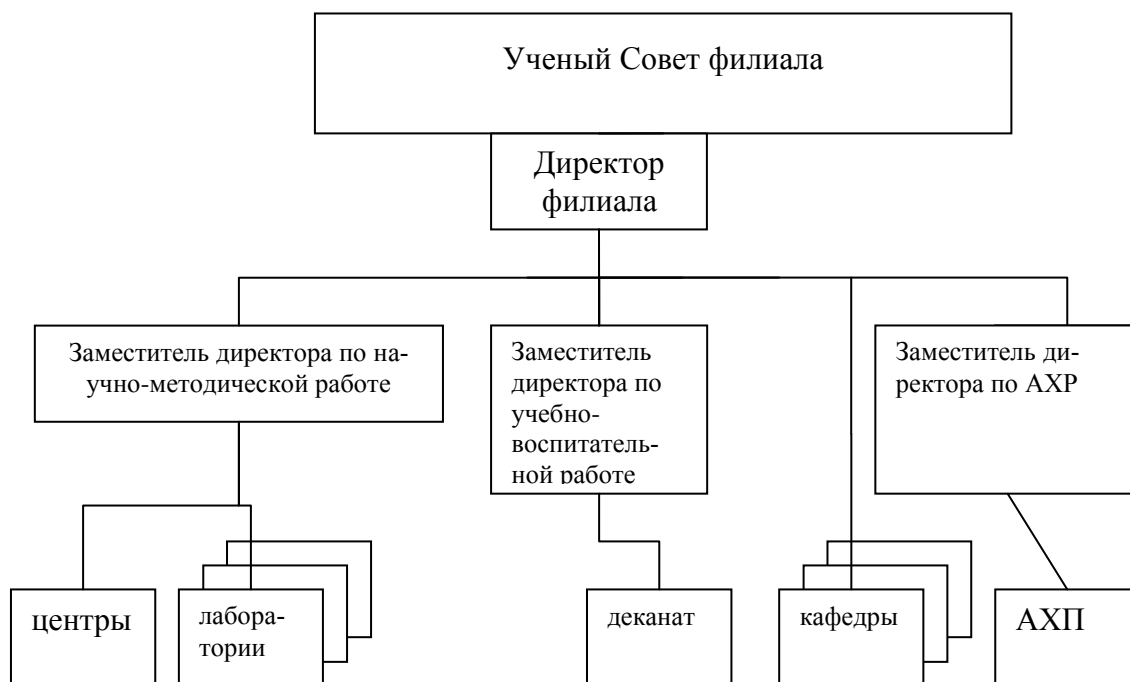 Ученый Совет филиала
Директор
филиала
Заместитель директора по на-
учно-методической работе
Заместитель
директора по
учебно-
воспитатель-
ной работе
Заместитель ди-
ректора по АХР
центры
лабора-
тории
деканат
кафедры
АХП